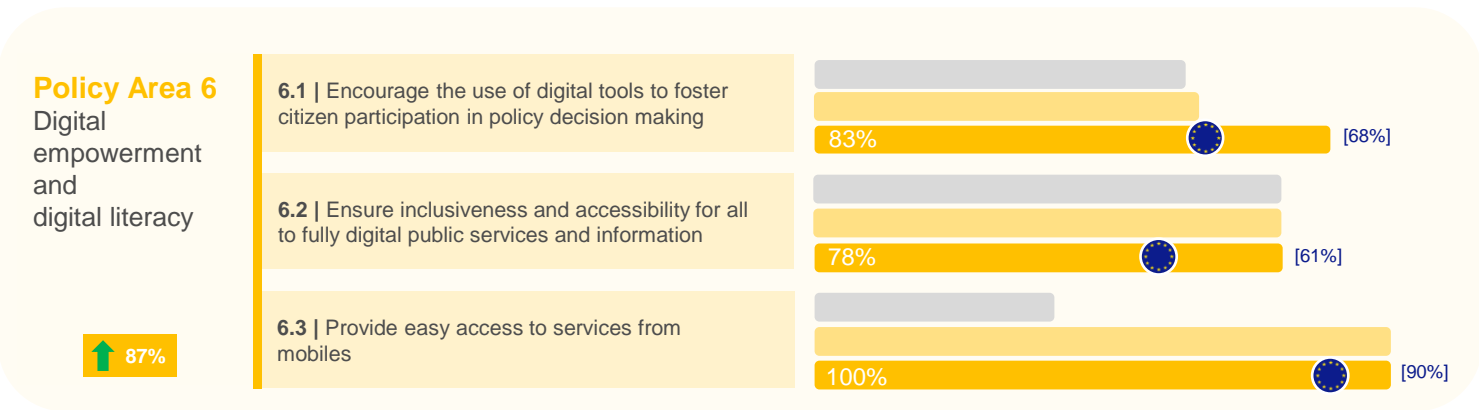 Policy Area 6
Digital
empowerment
and
digital literacy
87%
6.1 | Encourage the use of digital tools to foster
citizen participation in policy decision making
83%
[68%]
6.2 | Ensure inclusiveness and accessibility for all
to fully digital public services and information
78%
[61%]
6.3 | Provide easy access to services from
mobiles
100%
[90%]